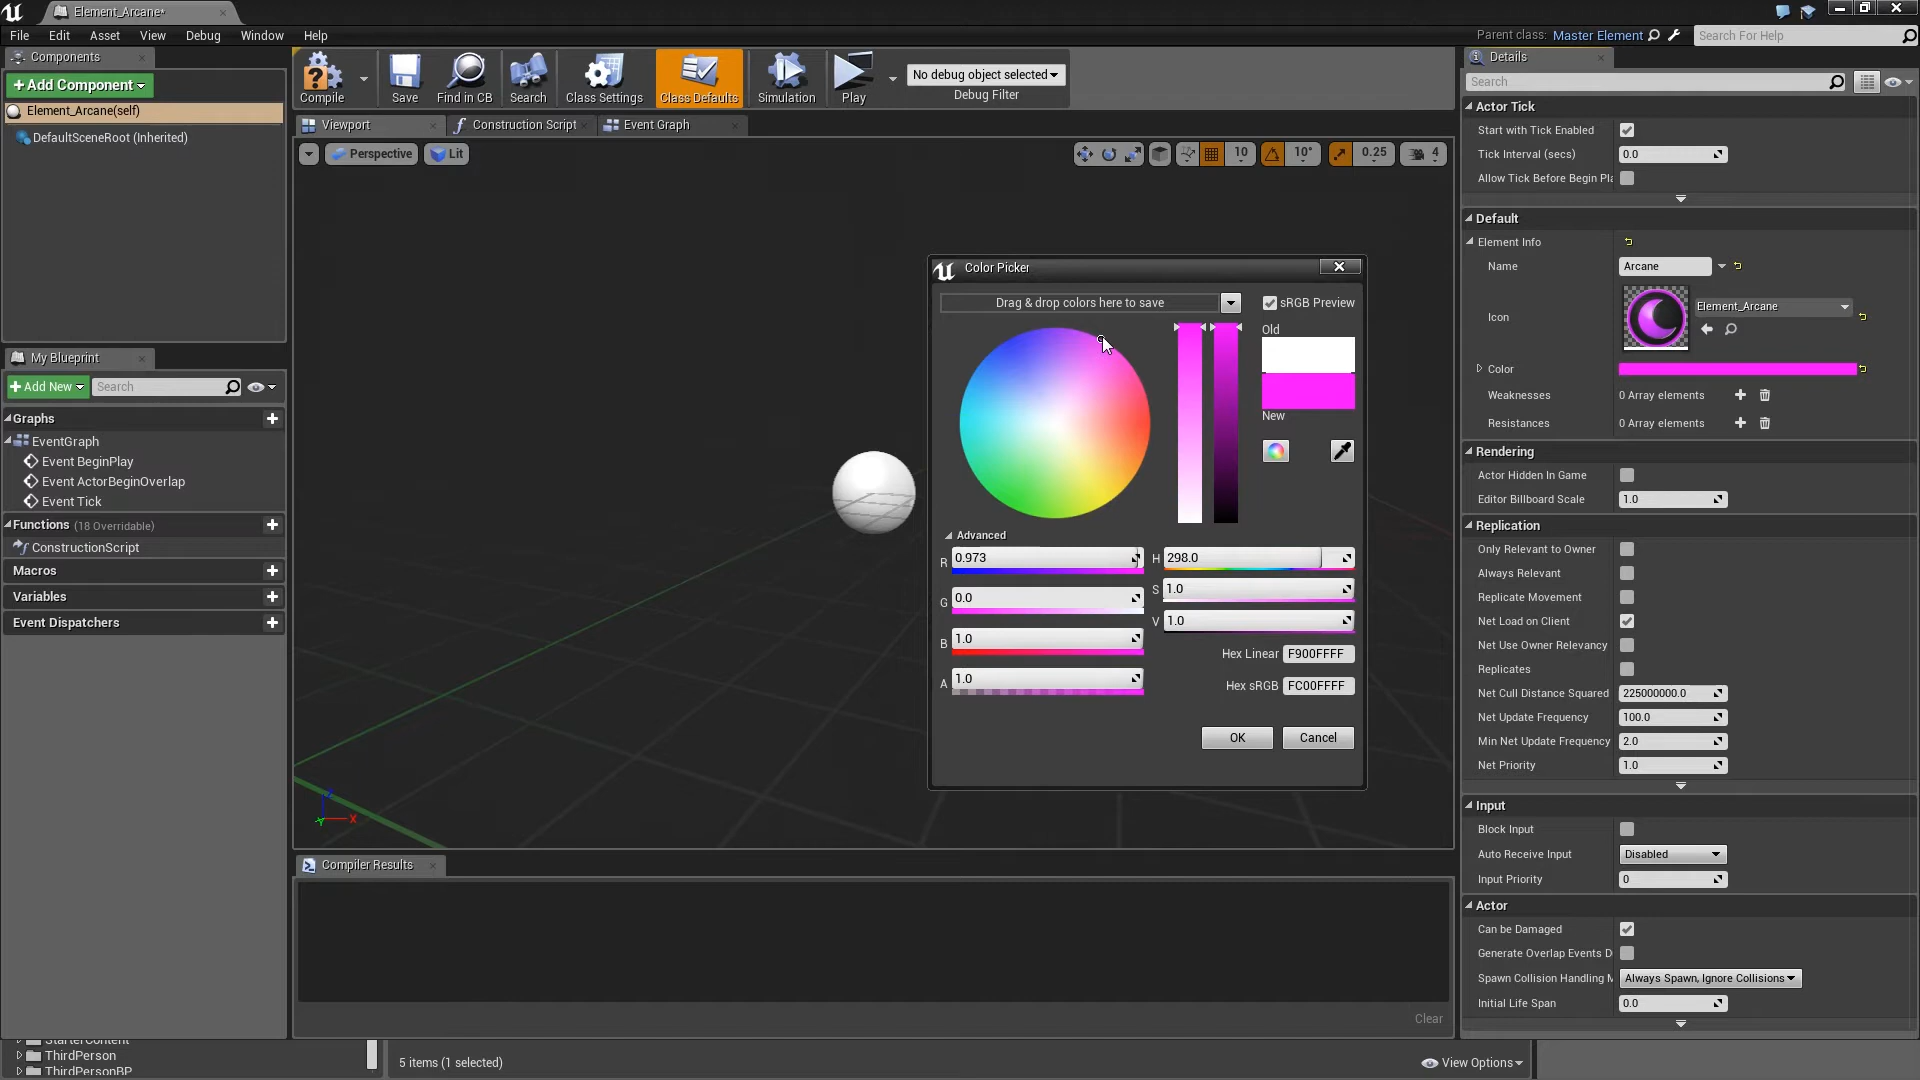 Element_Arcane*
File Edit Asset View Debug Window Help
Parent class: Master Element
Search For Help
Components
+Add Component
Element_Arcane(self)
DefaultSceneRoot (Inherited)
My Blueprint
+Add New
Search
Graphs
EventGraph
Event BeginPlay
Event ActorBeginOverlap
Event Tick
Functions (18 Overridable)
ConstructionScript
Macros
Variables
Event Dispatchers
Compile
Save
Find in CB
Search
Class Settings
Class Defaults
Simulation
Play
No debug object selected
Debug Filter
Viewport
Construction Script
Event Graph
Perspective
Lit
10
10°
0.25
4
Z
Y
X
Color Picker
Drag & drop colors here to save
sRGB Preview
Old
New
Advanced
R 0.973
G 0.0
B 1.0
A 1.0
H 298.0
S 1.0
V 1.0
Hex Linear F900FFFF
Hex sRGB FC00FFFF
OK
Cancel
Compiler Results
Clear
Details
Search
Actor Tick
Start with Tick Enabled
Tick Interval (secs) 0.0
Allow Tick Before Begin Pla
Default
Element Info
Name Arcane
Icon Element_Arcane
Color
Weaknesses 0 Array elements
Resistances 0 Array elements
Rendering
Actor Hidden In Game
Editor Billboard Scale 1.0
Replication
Only Relevant to Owner
Always Relevant
Replicate Movement
Net Load on Client
Net Use Owner Relevancy
Replicates
Net Cull Distance Squared 225000000.0
Net Update Frequency 100.0
Min Net Update Frequency 2.0
Net Priority 1.0
Input
Block Input
Auto Receive Input Disabled
Input Priority 0
Actor
Can be Damaged
Generate Overlap Events D
Spawn Collision Handling M Always Spawn, Ignore Collisions
Initial Life Span 0.0
StarterContent
ThirdPerson
ThirdPersonBP
5 items (1 selected)
View Options